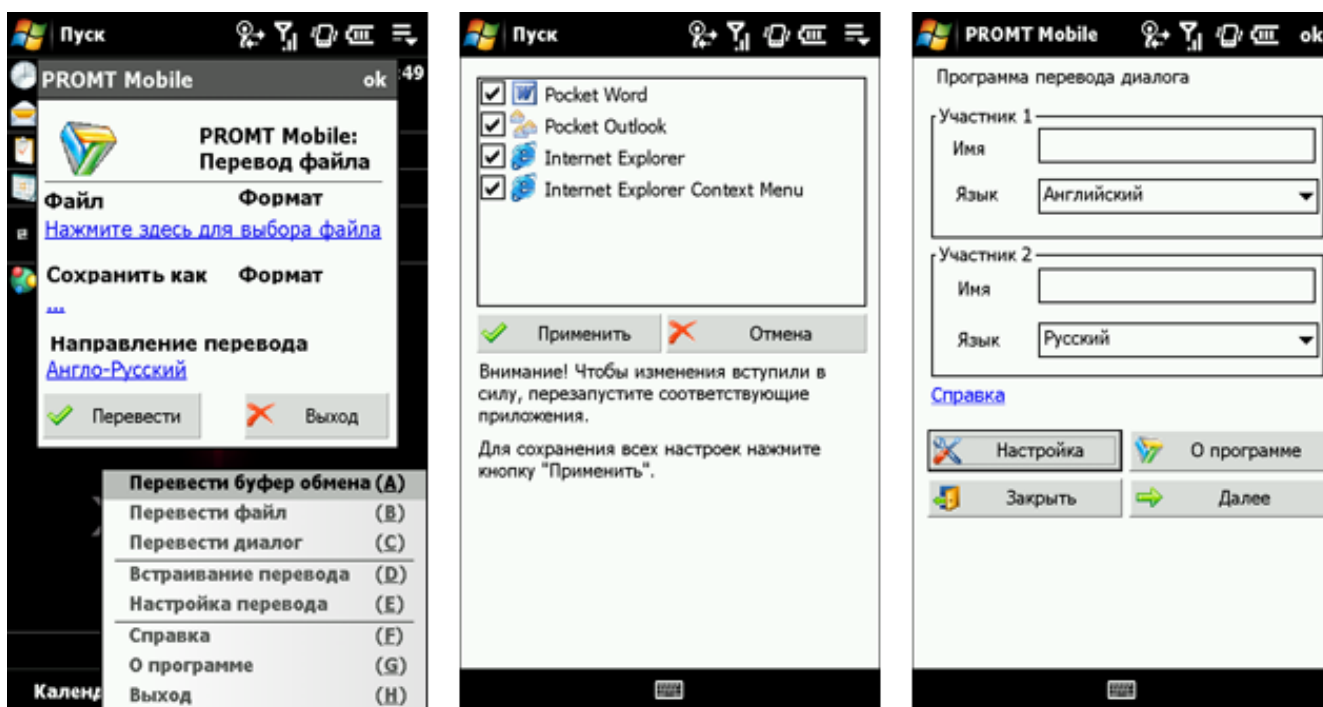 Пуск
PROMT Mobile ok :49
PROMT Mobile:
Перевод файла
Файл Формат
Нажмите здесь для выбора файла
Сохранить как Формат
...
Направление перевода
Англо-Русский
Перевести Выход
Перевести буфер обмена (A)
Перевести файл (B)
Перевести диалог (C)
Встраивание перевода (D)
Настройка перевода (E)
Справка (F)
О программе (G)
Выход (H)
Календ
Пуск
Pocket Word
Pocket Outlook
Internet Explorer
Internet Explorer Context Menu
Применить Отмена
Внимание! Чтобы изменения вступили в
силу, перезапустите соответствующие
приложения.
Для сохранения всех настроек нажмите
кнопку "Применить".
PROMT Mobile ok
Программа перевода диалога
Участник 1
Имя
Язык Английский
Участник 2
Имя
Язык Русский
Справка
Настройка О программе
Закрыть Далее